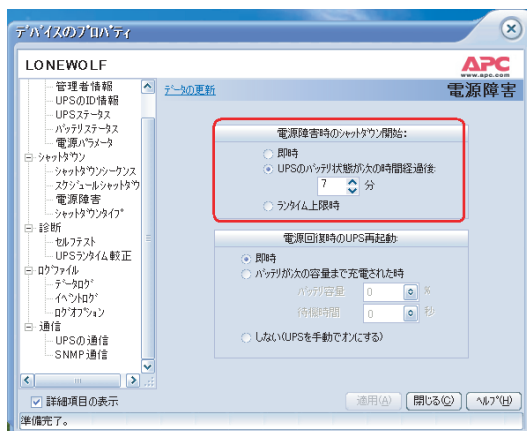 ﾃﾞﾊﾞｲｽのﾌﾟﾛﾊﾟﾃｨ
LONEWOLF
APC
www.apc.com
管理者情報
UPSのID情報
UPSｽﾃｰﾀｽ
ﾊﾞｯﾃﾘｽﾃｰﾀｽ
電源ﾊﾟﾗﾒｰﾀ
ｼｬｯﾄﾀﾞｳﾝ
ｼｬｯﾄﾀﾞｳﾝｼｰｹﾝｽ
ｽｹｼﾞｭｰﾙｼｬｯﾄﾀﾞｳ
電源障害
ｼｬｯﾄﾀﾞｳﾝﾀｲﾌﾟ
診断
ｾﾙﾌﾃｽﾄ
UPSﾗﾝﾀｲﾑ較正
ﾛｸﾞﾌｧｲﾙ
ﾃﾞｰﾀﾛｸﾞ
ｲﾍﾞﾝﾄﾛｸﾞ
ﾛｸﾞｵﾌﾟｼｮﾝ
通信
UPSの通信
SNMP通信
詳細項目の表示
ﾃﾞｰﾀの更新
電源障害
電源障害時のｼｬｯﾄﾀﾞｳﾝ開始:
即時
UPSのﾊﾞｯﾃﾘ状態が次の時間経過後:
7 分
ﾗﾝﾀｲﾑ上限時
電源回復時のUPS再起動:
即時
ﾊﾞｯﾃﾘが次の容量まで充電された時
ﾊﾞｯﾃﾘ容量 0 %
待機時間 0 秒
しない(UPSを手動でｵﾝにする)
適用(A) 閉じる(C) ﾍﾙﾌﾟ(H)
準備完了。